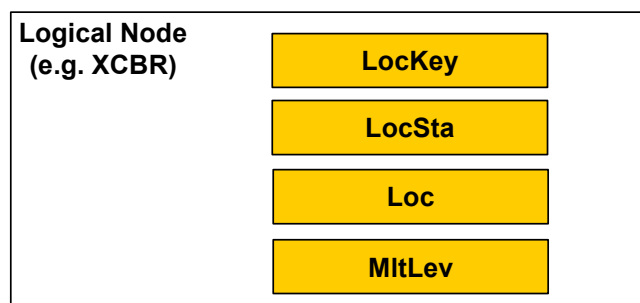 Logical Node
(e.g. XCBR)
LocKey
LocSta
Loc
MltLev